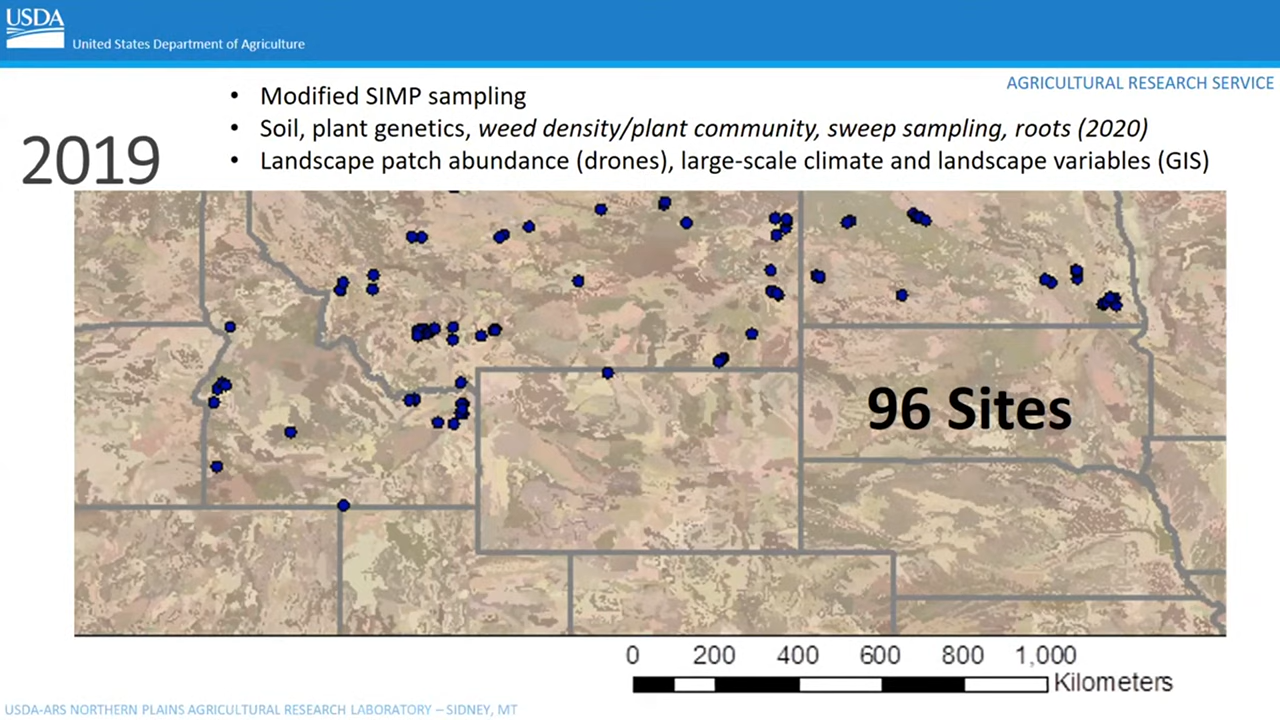 USDA
United States Department of Agriculture
AGRICULTURAL RESEARCH SERVICE
2019
• Modified SIMP sampling
• Soil, plant genetics, weed density/plant community, sweep sampling, roots (2020)
• Landscape patch abundance (drones), large-scale climate and landscape variables (GIS)
96 Sites
0 200 400 600 800 1,000
Kilometers
USDA-ARS NORTHERN PLAINS AGRICULTURAL RESEARCH LABORATORY – SIDNEY, MT